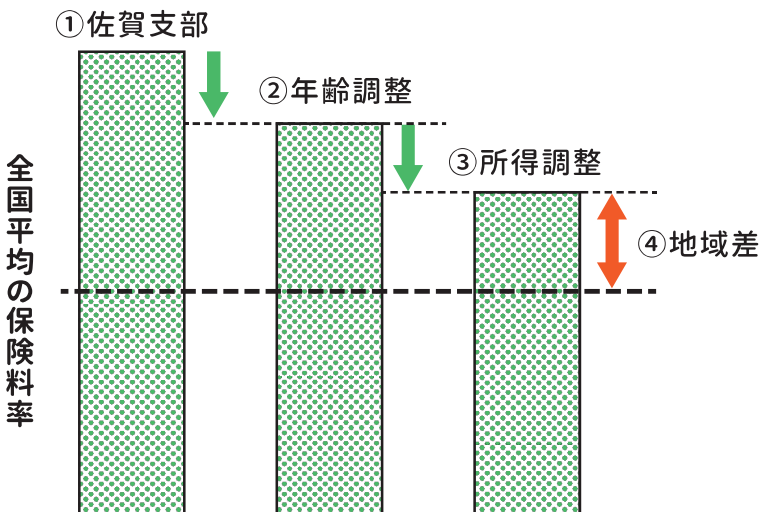 ①佐賀支部
②年齢調整
③所得調整
④地域差
全国平均の保険料率